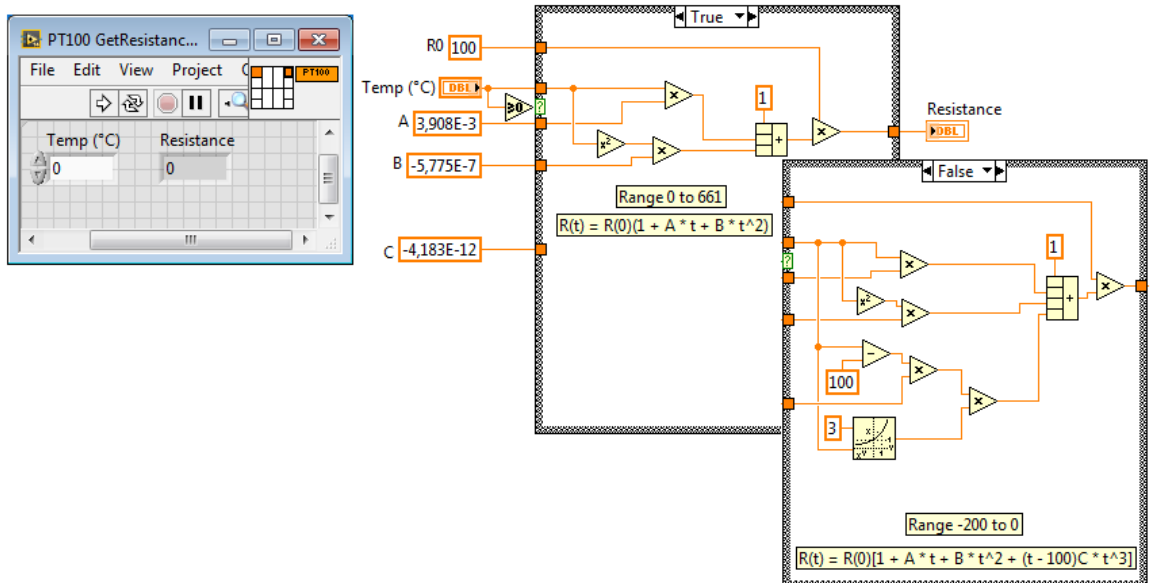 PT100 GetResistanc...
File Edit View Project
PT100
Temp (°C)
Resistance
0
0
True
R0 100
Temp (°C) DBL
≥0
?
A 3,908E-3
B -5,775E-7
C -4,183E-12
x
x²
x
1
+
x
Resistance
DBL
Range 0 to 661
R(t) = R(0)(1 + A * t + B * t^2)
False
?
x
x²
x
1
+
x
-
100
x
x
3
Range -200 to 0
R(t) = R(0)[1 + A * t + B * t^2 + (t - 100)C * t^3]